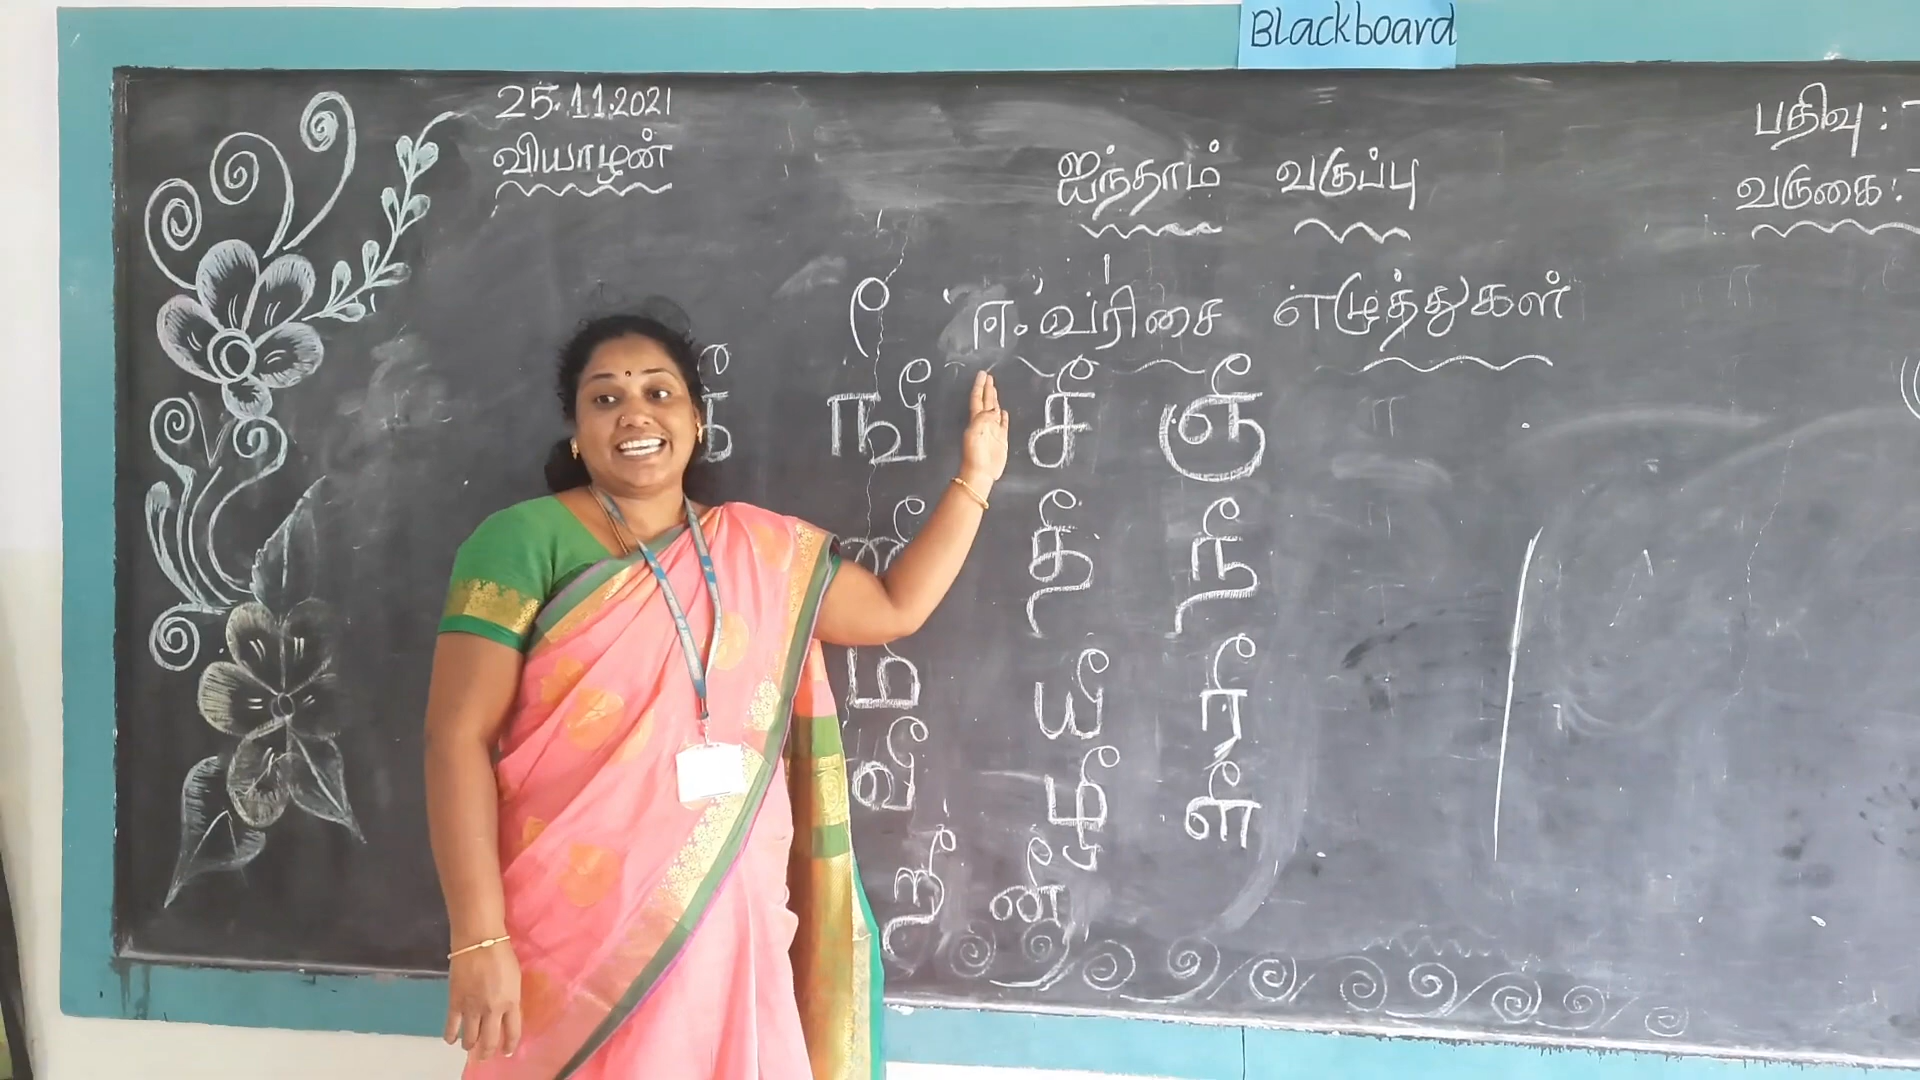 Blackboard
25.11.2021
வியாழன்
ஐந்தாம் வகுப்பு
பதிவு :
வருகை :
ீ 'ஈ' வரிசை எழுத்துகள்
கீ ஙீ சீ ஞீ
தீ நீ
யீ ரீ
வீ ழீ ளீ
றீ னீ